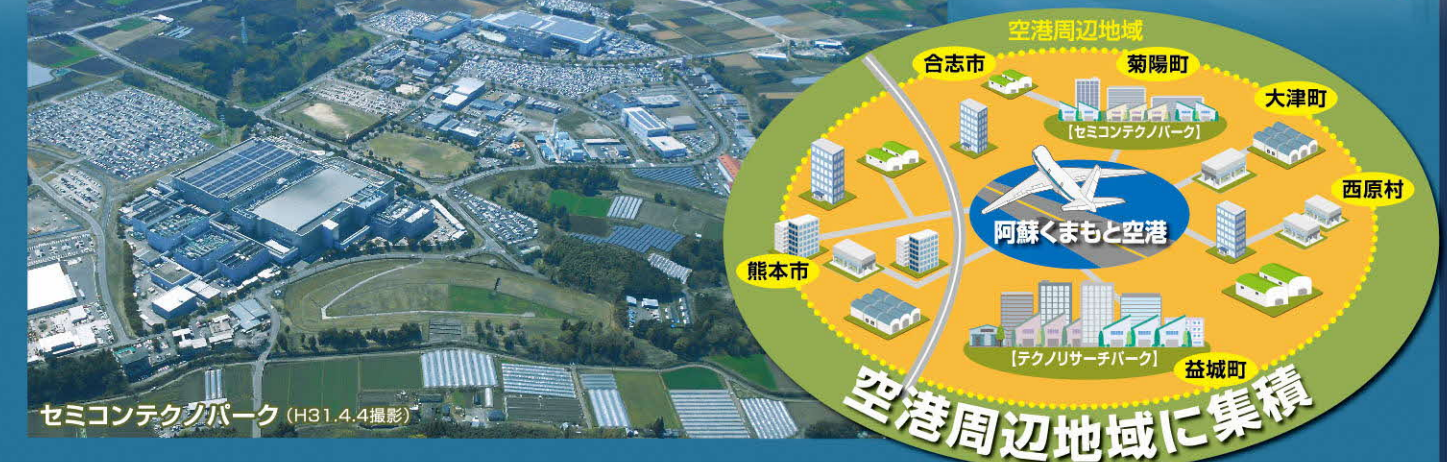 セミコンテクノパーク(H31.4.4撮影)
空港周辺地域
合志市
菊陽町
大津町
【セミコンテクノパーク】
西原村
阿蘇くまもと空港
熊本市
【テクノリサーチパーク】
益城町
空港周辺地域に集積